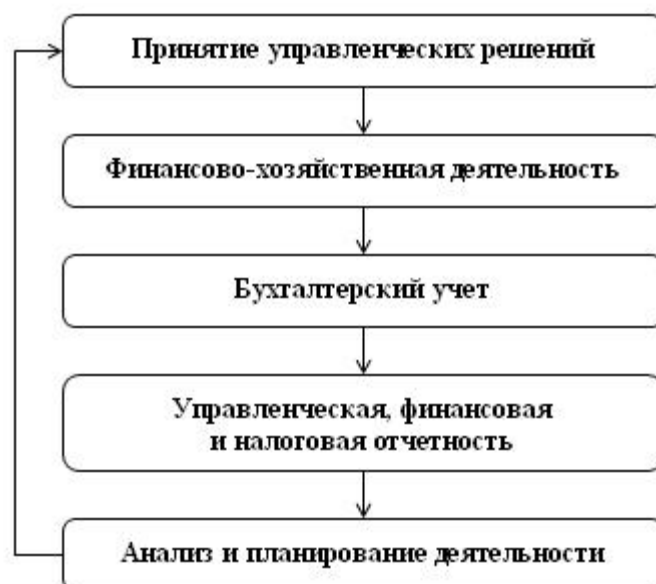 Принятие управленческих решений
Финансово-хозяйственная деятельность
Бухгалтерский учет
Управленческая, финансовая
и налоговая отчетность
Анализ и планирование деятельности